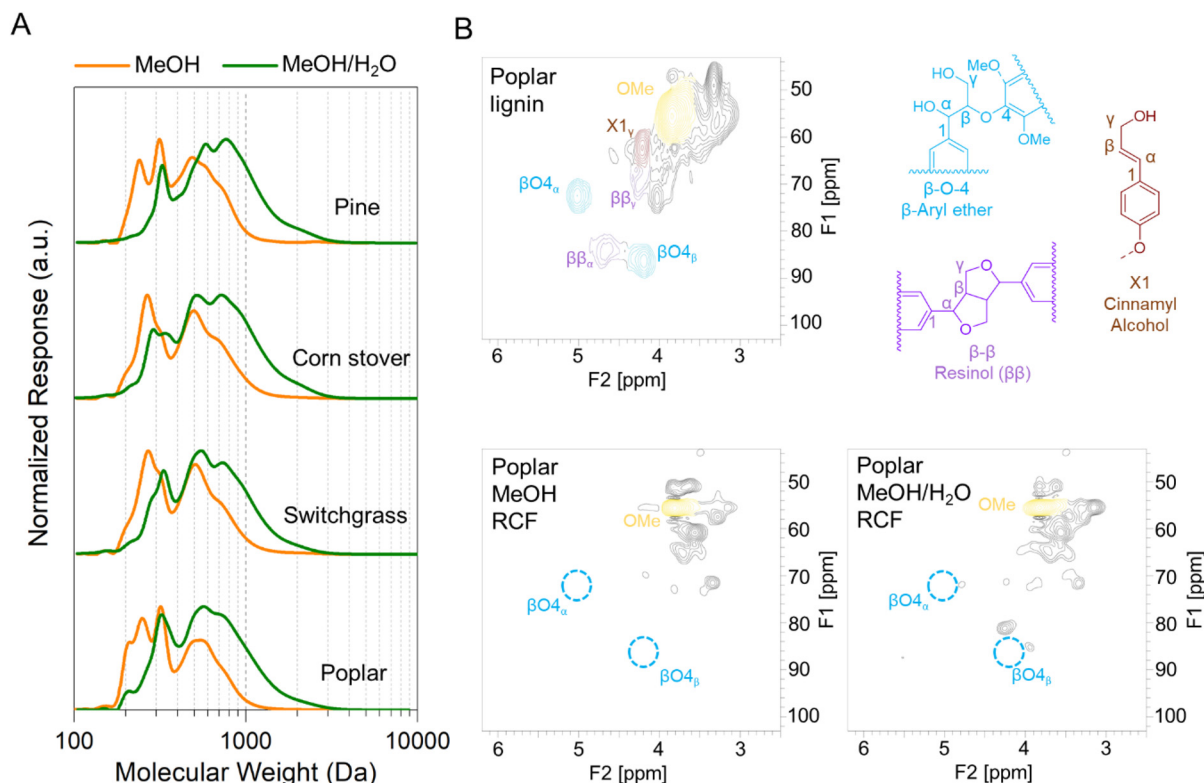 A
MeOH
MeOH/H₂O
Normalized Response (a.u.)
Pine
Corn stover
Switchgrass
Poplar
100
1000
10000
Molecular Weight (Da)
B
Poplar
lignin
OMe
X1γ
βO4α
ββγ
ββα
βO4β
50
60
70
80
90
100
F1 [ppm]
5
4
3
F2 [ppm]
MeO
HO
γ
HO
α
β
O
4
1
OMe
β-O-4
β-Aryl ether
γ
O
β
α
1
O
β-β
Resinol (ββ)
γ
OH
β
α
1
O
X1
Cinnamyl
Alcohol
Poplar
MeOH
RCF
OMe
βO4α
βO4β
50
60
70
80
90
100
F1 [ppm]
5
4
3
F2 [ppm]
Poplar
MeOH/H₂O
RCF
OMe
βO4α
βO4β
50
60
70
80
90
100
F1 [ppm]
5
4
3
F2 [ppm]